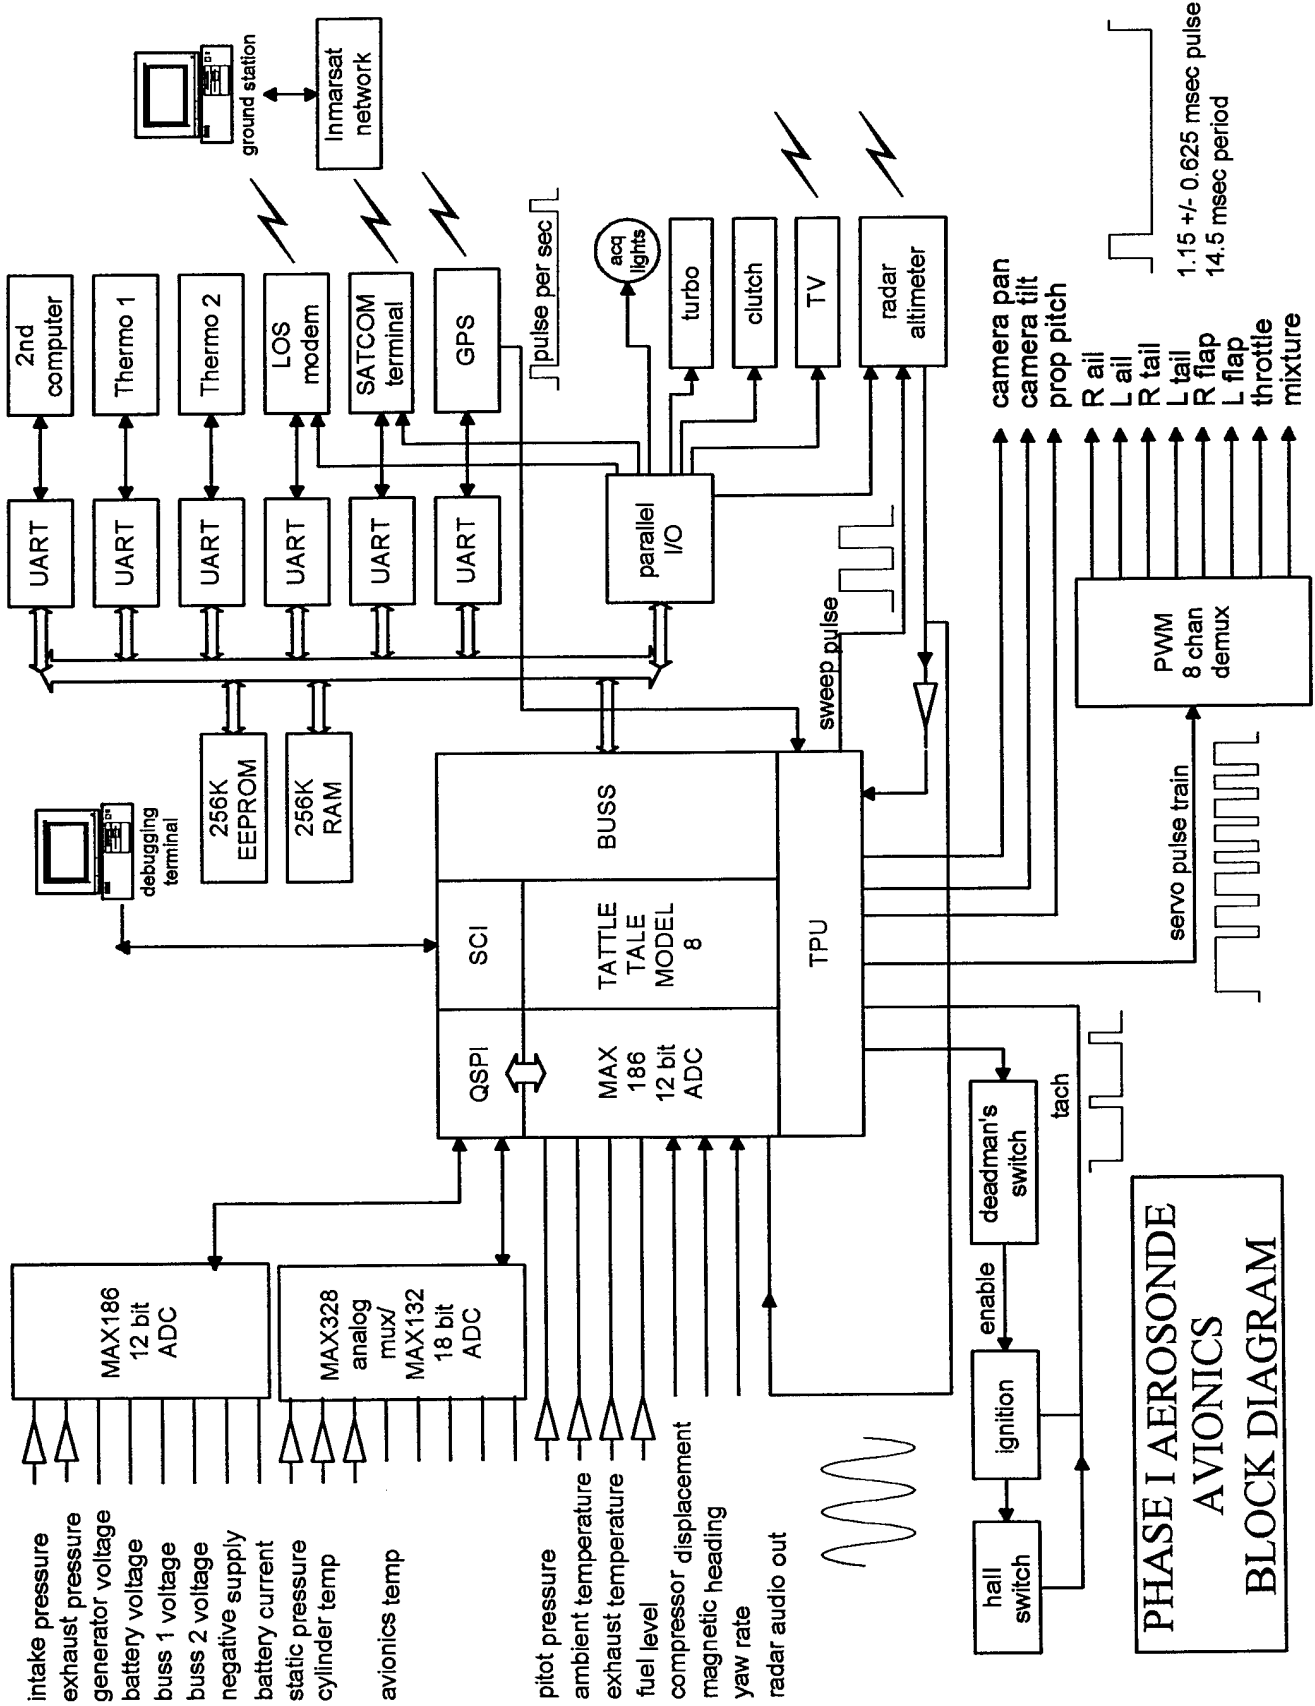 intake pressure
exhaust pressure
generator voltage
battery voltage
buss 1 voltage
buss 2 voltage
negative supply
battery current
static pressure
cylinder temp
avionics temp
pitot pressure
ambient temperature
exhaust temperature
fuel level
compressor displacement
magnetic heading
yaw rate
radar audio out
MAX186
12 bit
ADC
MAX328
analog
mux/
MAX132
18 bit
ADC
debugging
terminal
256K
EEPROM
256K
RAM
QSPI
SCI
BUSS
MAX
186
12 bit
ADC
TATTLE
TALE
MODEL
8
TPU
UART
UART
UART
UART
UART
UART
2nd
computer
Thermo 1
Thermo 2
LOS
modem
SATCOM
terminal
GPS
ground station
Inmarsat
network
pulse per sec
parallel
I/O
acq
lights
turbo
clutch
TV
radar
altimeter
sweep pulse
camera pan
camera tilt
prop pitch
R ail
L ail
R tail
L tail
R flap
L flap
throttle
mixture
PWM
8 chan
demux
servo pulse train
1.15 +/- 0.625 msec pulse
14.5 msec period
hall
switch
ignition
enable
deadman's
switch
tach
PHASE I AEROSONDE
AVIONICS
BLOCK DIAGRAM